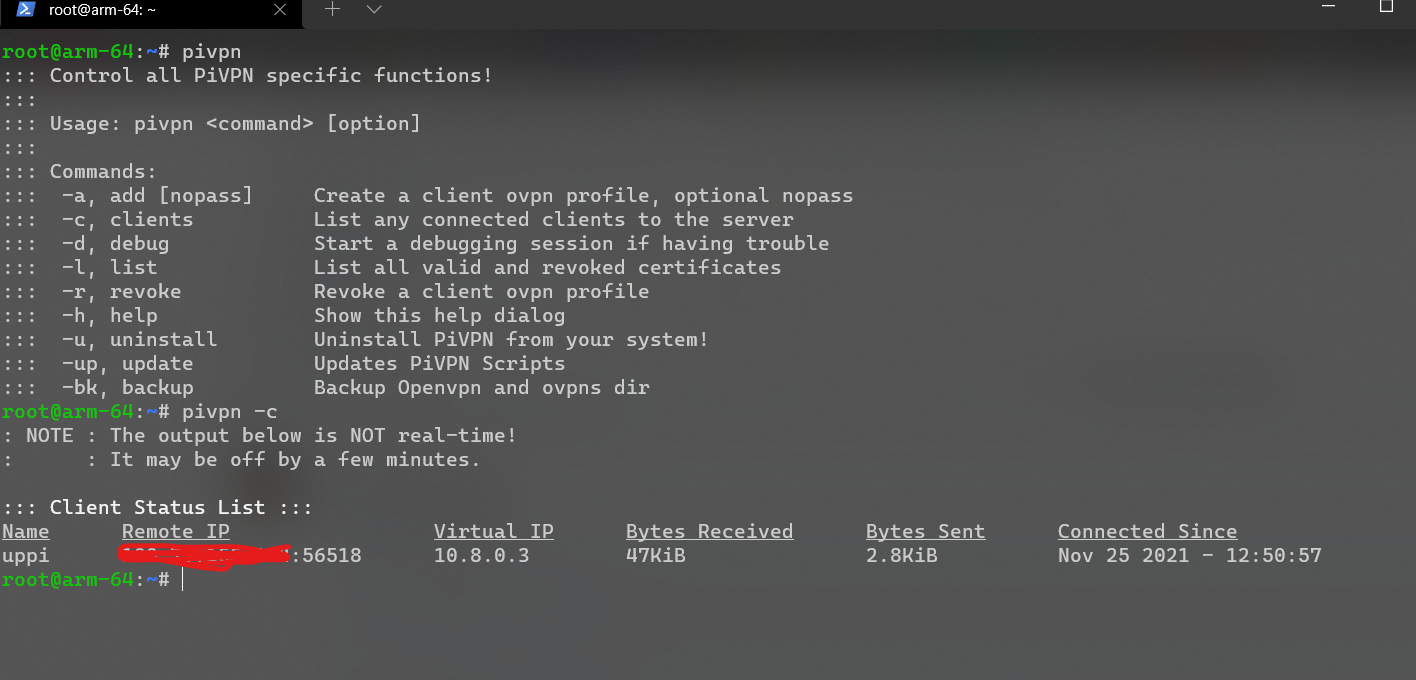 root@arm-64: ~
root@arm-64:~# pivpn
::: Control all PiVPN specific functions!
:::
::: Usage: pivpn <command> [option]
:::
::: Commands:
:::  -a, add [nopass]     Create a client ovpn profile, optional nopass
:::  -c, clients          List any connected clients to the server
:::  -d, debug            Start a debugging session if having trouble
:::  -l, list             List all valid and revoked certificates
:::  -r, revoke           Revoke a client ovpn profile
:::  -h, help             Show this help dialog
:::  -u, uninstall        Uninstall PiVPN from your system!
:::  -up, update          Updates PiVPN Scripts
:::  -bk, backup          Backup Openvpn and ovpns dir
root@arm-64:~# pivpn -c
: NOTE : The output below is NOT real-time!
:      : It may be off by a few minutes.
::: Client Status List :::
Name      Remote IP                 Virtual IP      Bytes Received      Bytes Sent      Connected Since
uppi      :56518      10.8.0.3        47KiB               2.8KiB          Nov 25 2021 - 12:50:57
root@arm-64:~#